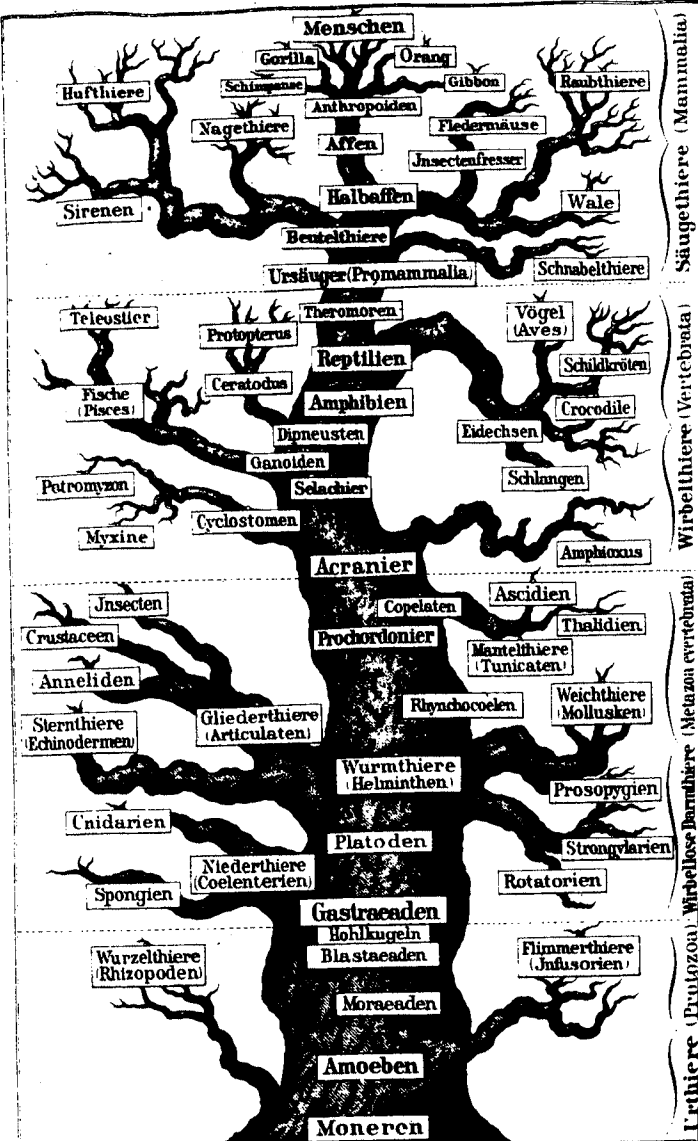 Menschen
Gorilla
Orang
Schimpanse
Gibbon
Hufthiere
Raubthiere
Anthropoiden
Nagethiere
Fledermäuse
Affen
Jnsectenfresser
Halbaffen
Sirenen
Wale
Beutelthiere
Ursäuger (Promammalia)
Schnabelthiere
Säugethiere (Mammalia)
Theromoren
Teleostier
Protopterus
Vögel
(Aves)
Reptilien
Schildkröten
Ceratodus
Fische
(Pisces)
Amphibien
Crocodile
Dipneusten
Eidechsen
Ganoiden
Schlangen
Petromyzon
Selachier
Cyclostomen
Myxine
Amphioxus
Acranier
Wirbelthiere (Vertebrata)
Jnsecten
Copelaten
Ascidien
Crustaceen
Prochordonier
Thalidien
Mantelthiere
(Tunicaten)
Anneliden
Rhynchocoelen
Weichthiere
(Mollusken)
Sternthiere
(Echinodermen)
Gliederthiere
(Articulaten)
Wurmthiere
(Helminthen)
Prosopygien
Cnidarien
Platoden
Strongylarien
Niederthiere
(Coelenterien)
Rotatorien
Spongien
Gastraeaden
Wirbellose Darmthiere (Metazoa evertebrata)
Hohlkugeln
Blastaeaden
Wurzelthiere
(Rhizopoden)
Flimmerthiere
(Jnfusorien)
Moraeaden
Amoeben
Moneren
Urthiere (Protozoa)